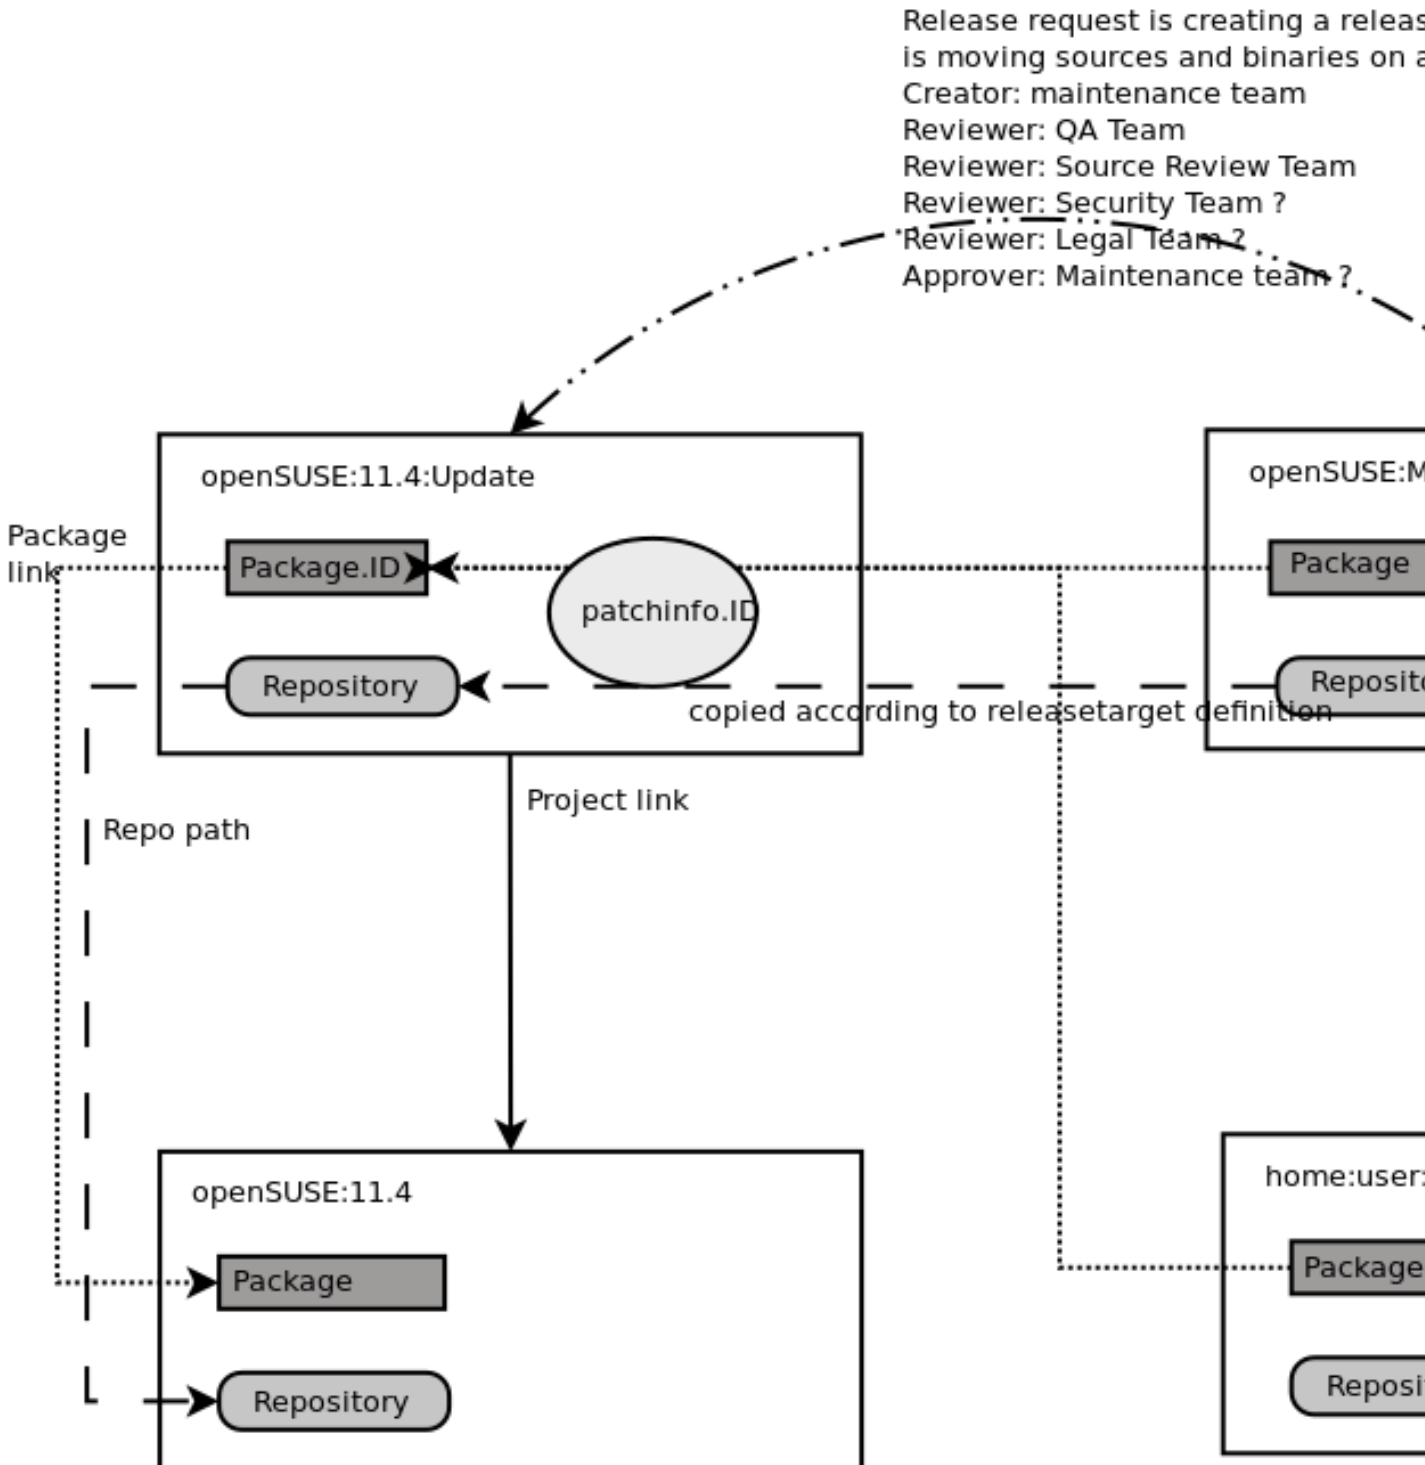 Release request is creating a releas
is moving sources and binaries on a
Creator: maintenance team
Reviewer: QA Team
Reviewer: Source Review Team
Reviewer: Security Team ?
Reviewer: Legal Team ?
Approver: Maintenance team ?
openSUSE:11.4:Update
openSUSE:M
Package
link
Package.ID
patchinfo.ID
Package
Repository
Reposito
copied according to releasetarget definition
Project link
Repo path
openSUSE:11.4
home:user:
Package
Package
Repository
Reposi